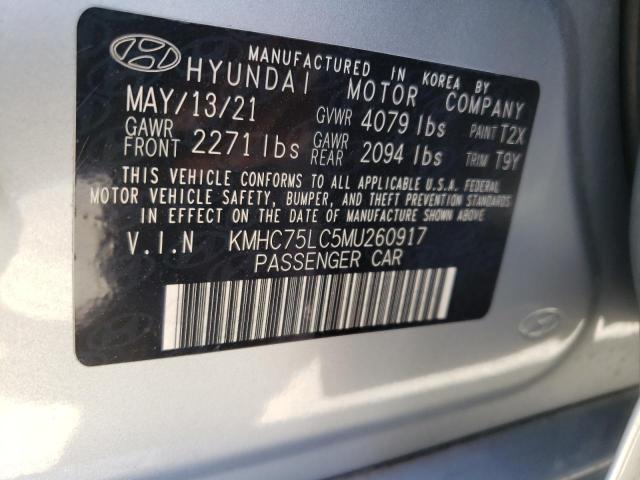 MANUFACTURED IN KOREA BY
HYUNDAI MOTOR COMPANY
MAY/13/21 GVWR 4079 lbs PAINT T2X
GAWR FRONT 2271 lbs GAWR REAR 2094 lbs TRIM T9Y
THIS VEHICLE CONFORMS TO ALL APPLICABLE U.S.A. FEDERAL
MOTOR VEHICLE SAFETY, BUMPER, AND THEFT PREVENTION
STANDARDS IN EFFECT ON THE DATE OF
MANUFACTURE SHOWN ABOVE.
V.I.N KMHC75LC5MU260917
PASSENGER CAR